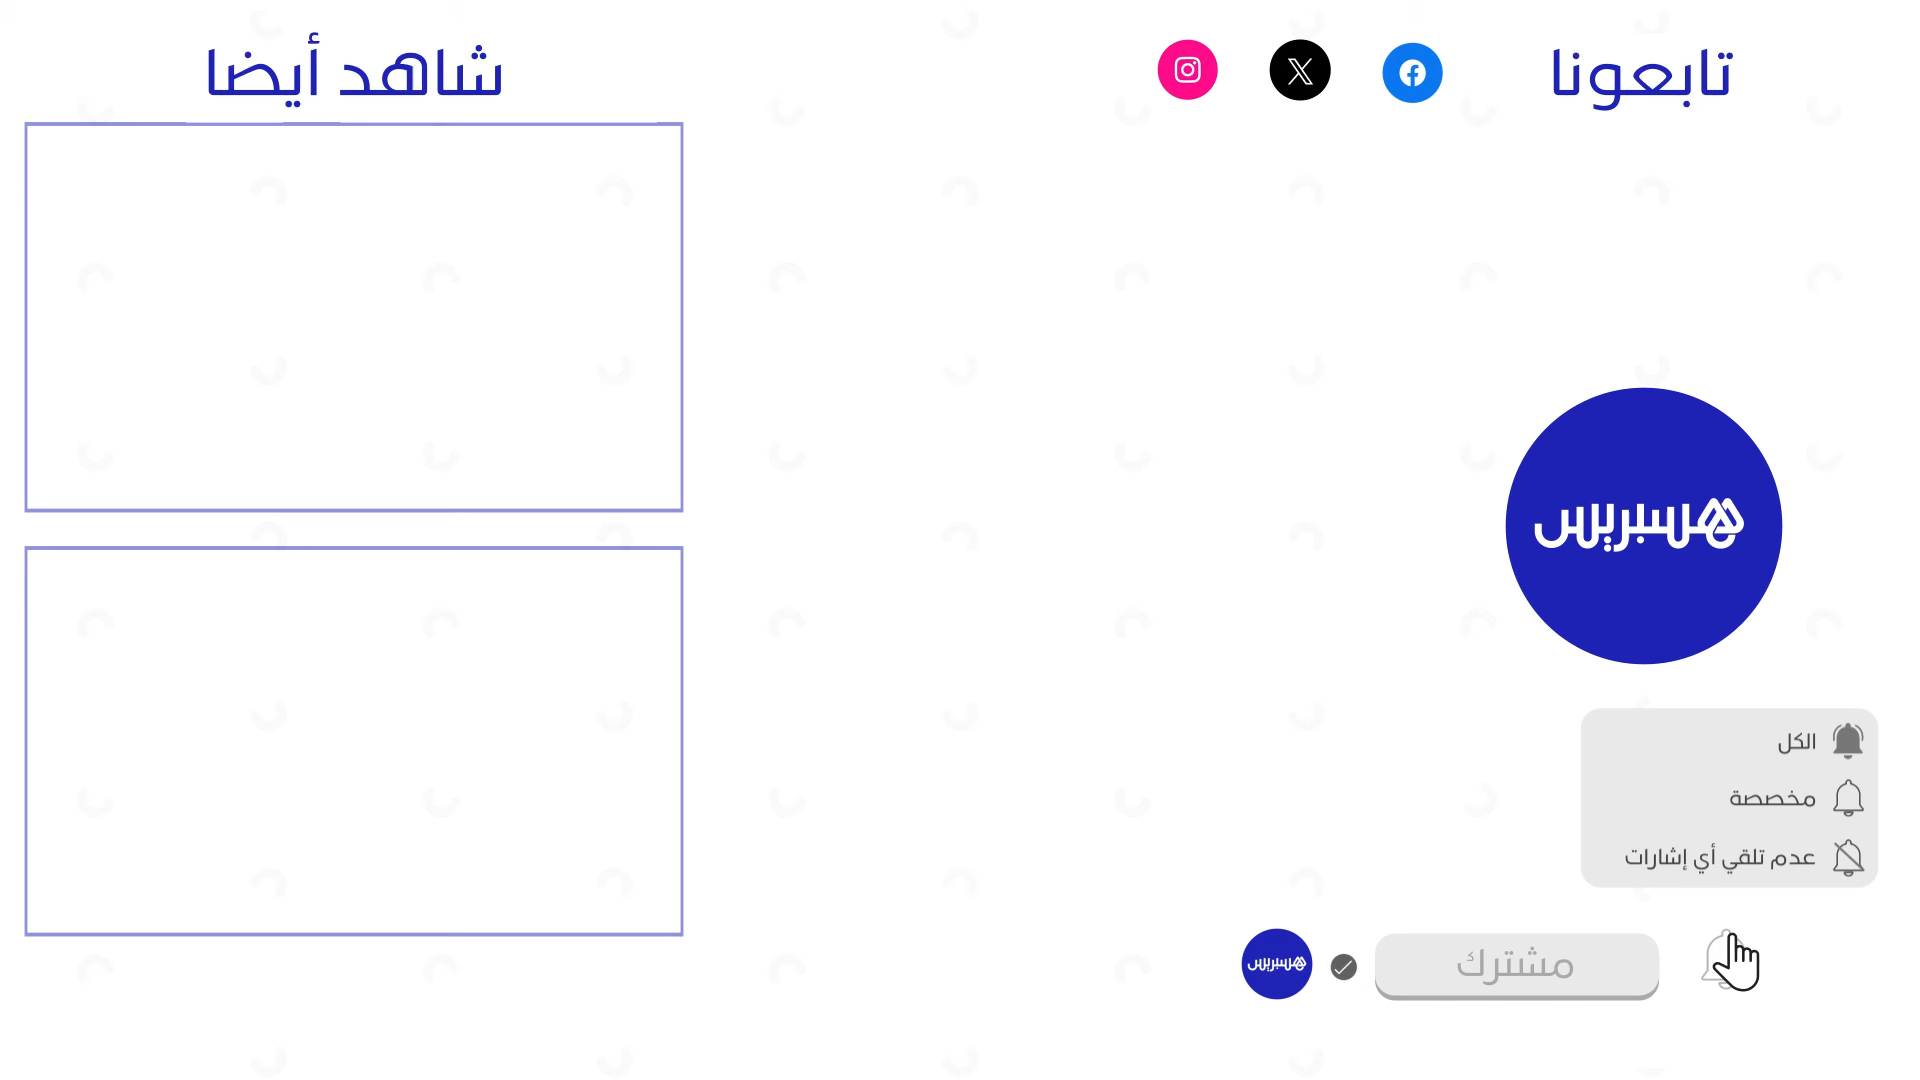 تابعونا
شاهد أيضا
هسبريس
الكل
مخصصة
عدم تلقي أي إشارات
مشترك
هسبريس